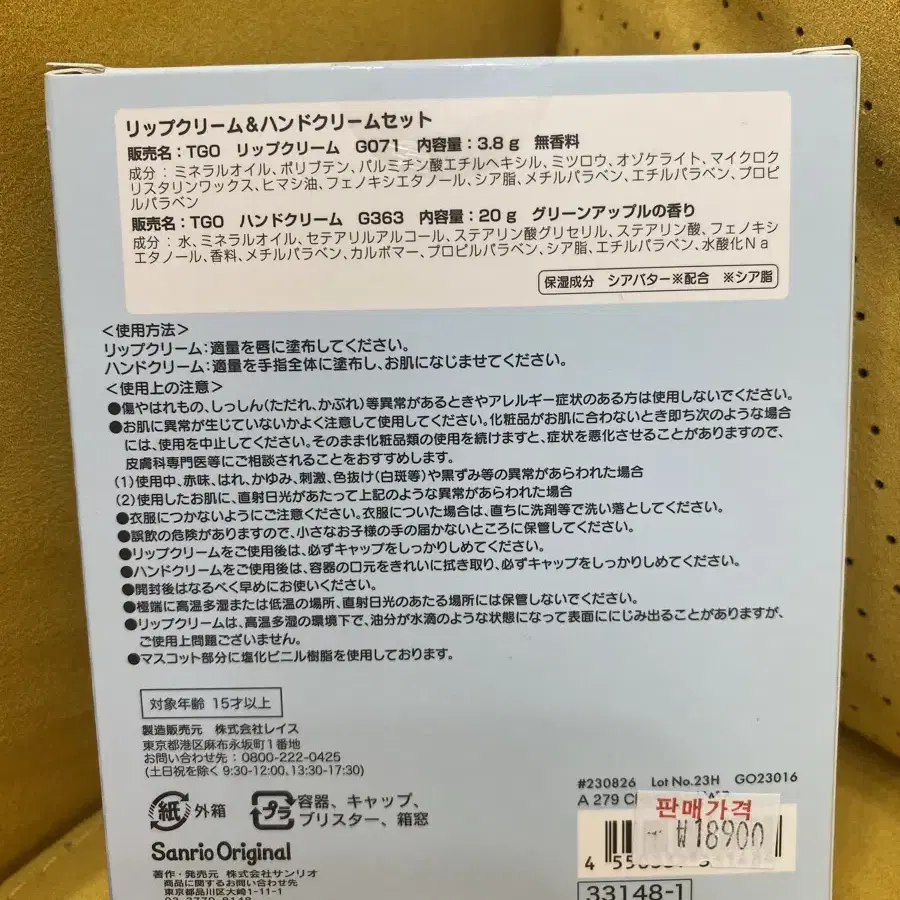 リップクリーム&ハンドクリームセット
販売名:TGO リップクリーム G071 内容量:3.8g 無香料
成分:ミネラルオイル、ポリブテン、パルミチン酸エチルヘキシル、ミツロウ、オゾケライト、マイクロク
リスタリンワックス、ヒマシ油、フェノキシエタノール、シア脂、メチルパラベン、エチルパラベン、プロピ
ルパラベン
販売名:TGO ハンドクリーム G363 内容量:20g グリーンアップルの香り
成分:水、ミネラルオイル、セテアリルアルコール、ステアリン酸グリセリル、ステアリン酸、フェノキシ
エタノール、香料、メチルパラベン、カルボマー、プロピルパラベン、シア脂、エチルパラベン、水酸化Na
保湿成分 シアバター※配合 ※シア脂
<使用方法>
リップクリーム:適量を唇に塗布してください。
ハンドクリーム:適量を手指全体に塗布し、お肌になじませてください。
<使用上の注意>
●傷やはれもの、しっしん(ただれ、かぶれ)等異常があるときやアレルギー症状のある方は使用しないでください。
●お肌に異常が生じていないかよく注意して使用してください。化粧品がお肌に合わないとき即ち次のような場合
には、使用を中止してください。そのまま化粧品類の使用を続けますと、症状を悪化させることがありますので、
皮膚科専門医等にご相談されることをおすすめします。
(1)使用中、赤味、はれ、かゆみ、刺激、色抜け(白斑等)や黒ずみ等の異常があらわれた場合
(2)使用したお肌に、直射日光があたって上記のような異常があらわれた場合
●衣服につかないようにご注意ください。衣服についた場合は、直ちに洗剤等で洗い落としてください。
●誤飲の危険がありますので、小さなお子様の手の届かないところに保管してください。
●リップクリームをご使用後は、必ずキャップをしっかりしめてください。
●ハンドクリームをご使用後は、容器の口元をきれいに拭き取り、必ずキャップをしっかりしめてください。
●開封後はなるべく早めにお使いください。
●極端に高温多湿または低温の場所、直射日光のあたる場所には保管しないでください。
●リップクリームは、高温多湿の環境下で、油分が水滴のような状態になって表面ににじみ出ることがありますが、
ご使用上問題ございません。
●マスコット部分に塩化ビニル樹脂を使用しております。
対象年齢 15才以上
製造販売元 株式会社レイス
東京都港区麻布永坂町1番地
お問い合わせ先:0800-222-0425
(土日祝を除く 9:30-12:00、13:30-17:30)
紙 外箱
プラ 容器、キャップ、
ブリスター、箱窓
#230826 Lot No.23H GO23016
A 279
판매가격
₩18900
33148-1
Sanrio Original
著作・発売元 株式会社サンリオ
商品に関するお問い合わせ先
東京都品川区大崎1-11-1